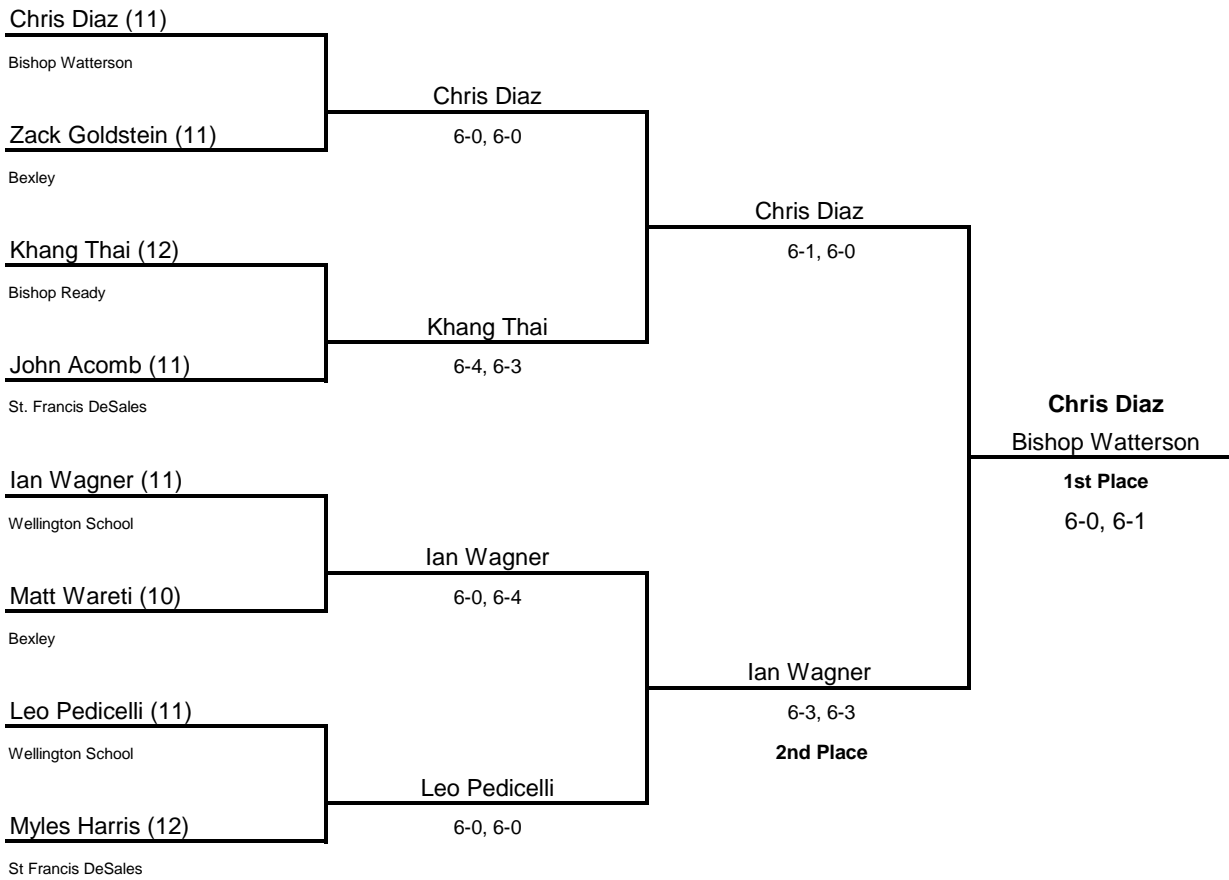 Chris Diaz (11)
Bishop Watterson
Chris Diaz
Zack Goldstein (11)
6-0, 6-0
Bexley
Chris Diaz
Khang Thai (12)
6-1, 6-0
Bishop Ready
Khang Thai
John Acomb (11)
6-4, 6-3
St. Francis DeSales
Chris Diaz
Bishop Watterson
Ian Wagner (11)
1st Place
Wellington School
6-0, 6-1
Ian Wagner
Matt Wareti (10)
6-0, 6-4
Bexley
Ian Wagner
Leo Pedicelli (11)
6-3, 6-3
Wellington School
2nd Place
Leo Pedicelli
Myles Harris (12)
6-0, 6-0
St Francis DeSales